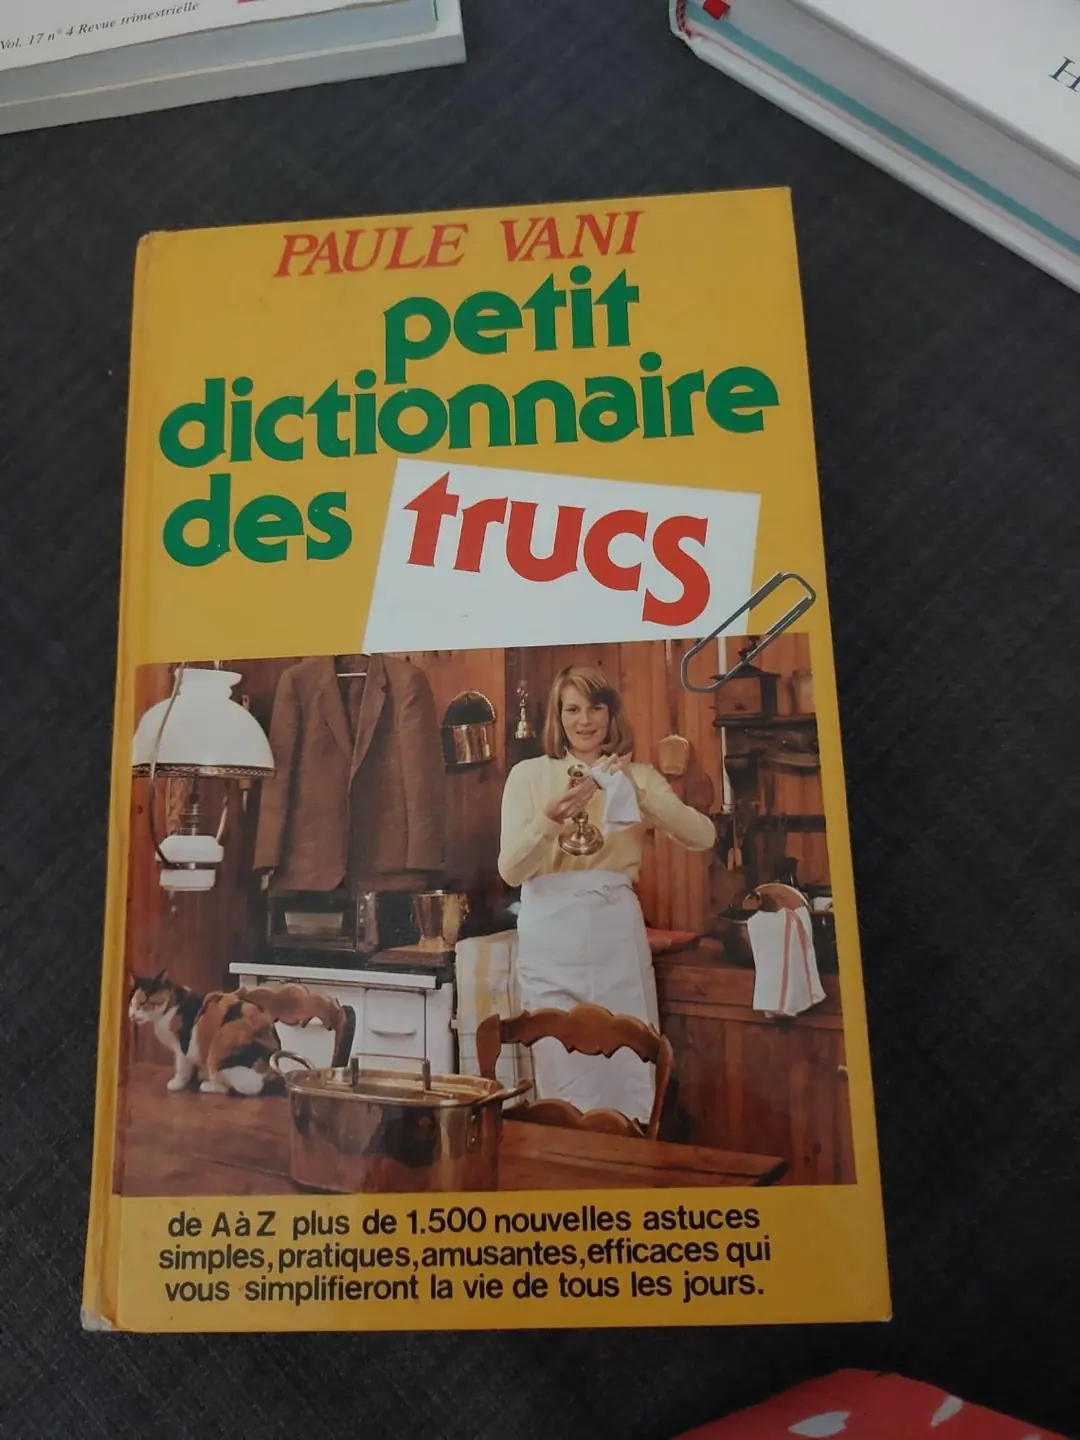 Vol. 17 n° 4 Revue trimestrielle
H
PAULE VANI
petit
dictionnaire
des trucs
de A à Z plus de 1.500 nouvelles astuces
simples, pratiques, amusantes, efficaces qui
vous simplifieront la vie de tous les jours.